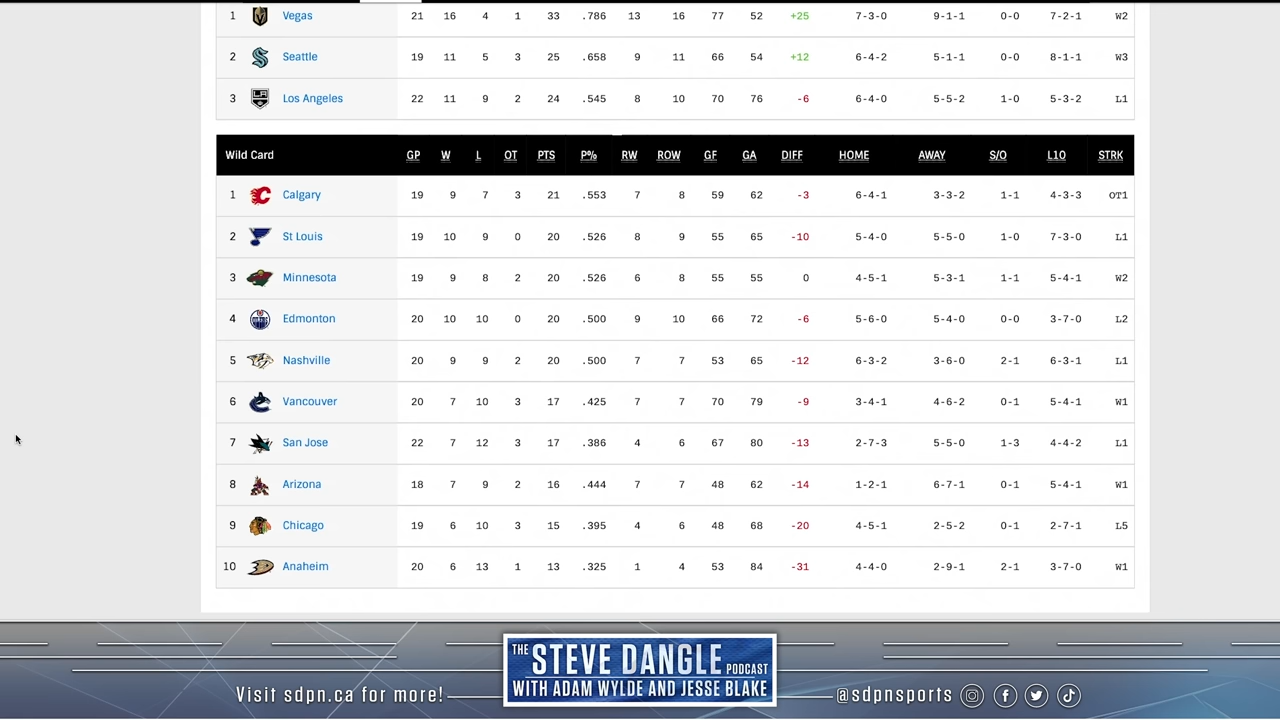 1 Vegas 21 16 4 1 33 .786 13 16 77 52 +25 7-3-0 9-1-1 0-0 7-2-1 W2
2 Seattle 19 11 5 3 25 .658 9 11 66 54 +12 6-4-2 5-1-1 0-0 8-1-1 W3
3 Los Angeles 22 11 9 2 24 .545 8 10 70 76 -6 6-4-0 5-5-2 1-0 5-3-2 L1
Wild Card GP W L OT PTS P% RW ROW GF GA DIFF HOME AWAY S/O L10 STRK
1 Calgary 19 9 7 3 21 .553 7 8 59 62 -3 6-4-1 3-3-2 1-1 4-3-3 OT1
2 St Louis 19 10 9 0 20 .526 8 9 55 65 -10 5-4-0 5-5-0 1-0 7-3-0 L1
3 Minnesota 19 9 8 2 20 .526 6 8 55 55 0 4-5-1 5-3-1 1-1 5-4-1 W2
4 Edmonton 20 10 10 0 20 .500 9 10 66 72 -6 5-6-0 5-4-0 0-0 3-7-0 L2
5 Nashville 20 9 9 2 20 .500 7 7 53 65 -12 6-3-2 3-6-0 2-1 6-3-1 L1
6 Vancouver 20 7 10 3 17 .425 7 7 70 79 -9 3-4-1 4-6-2 0-1 5-4-1 W1
7 San Jose 22 7 12 3 17 .386 4 6 67 80 -13 2-7-3 5-5-0 1-3 4-4-2 L1
8 Arizona 18 7 9 2 16 .444 7 7 48 62 -14 1-2-1 6-7-1 0-1 5-4-1 W1
9 Chicago 19 6 10 3 15 .395 4 6 48 68 -20 4-5-1 2-5-2 0-1 2-7-1 L5
10 Anaheim 20 6 13 1 13 .325 1 4 53 84 -31 4-4-0 2-9-1 2-1 3-7-0 W1
THE STEVE DANGLE PODCAST
WITH ADAM WYLDE AND JESSE BLAKE
Visit sdpn.ca for more!
@sdpnsports